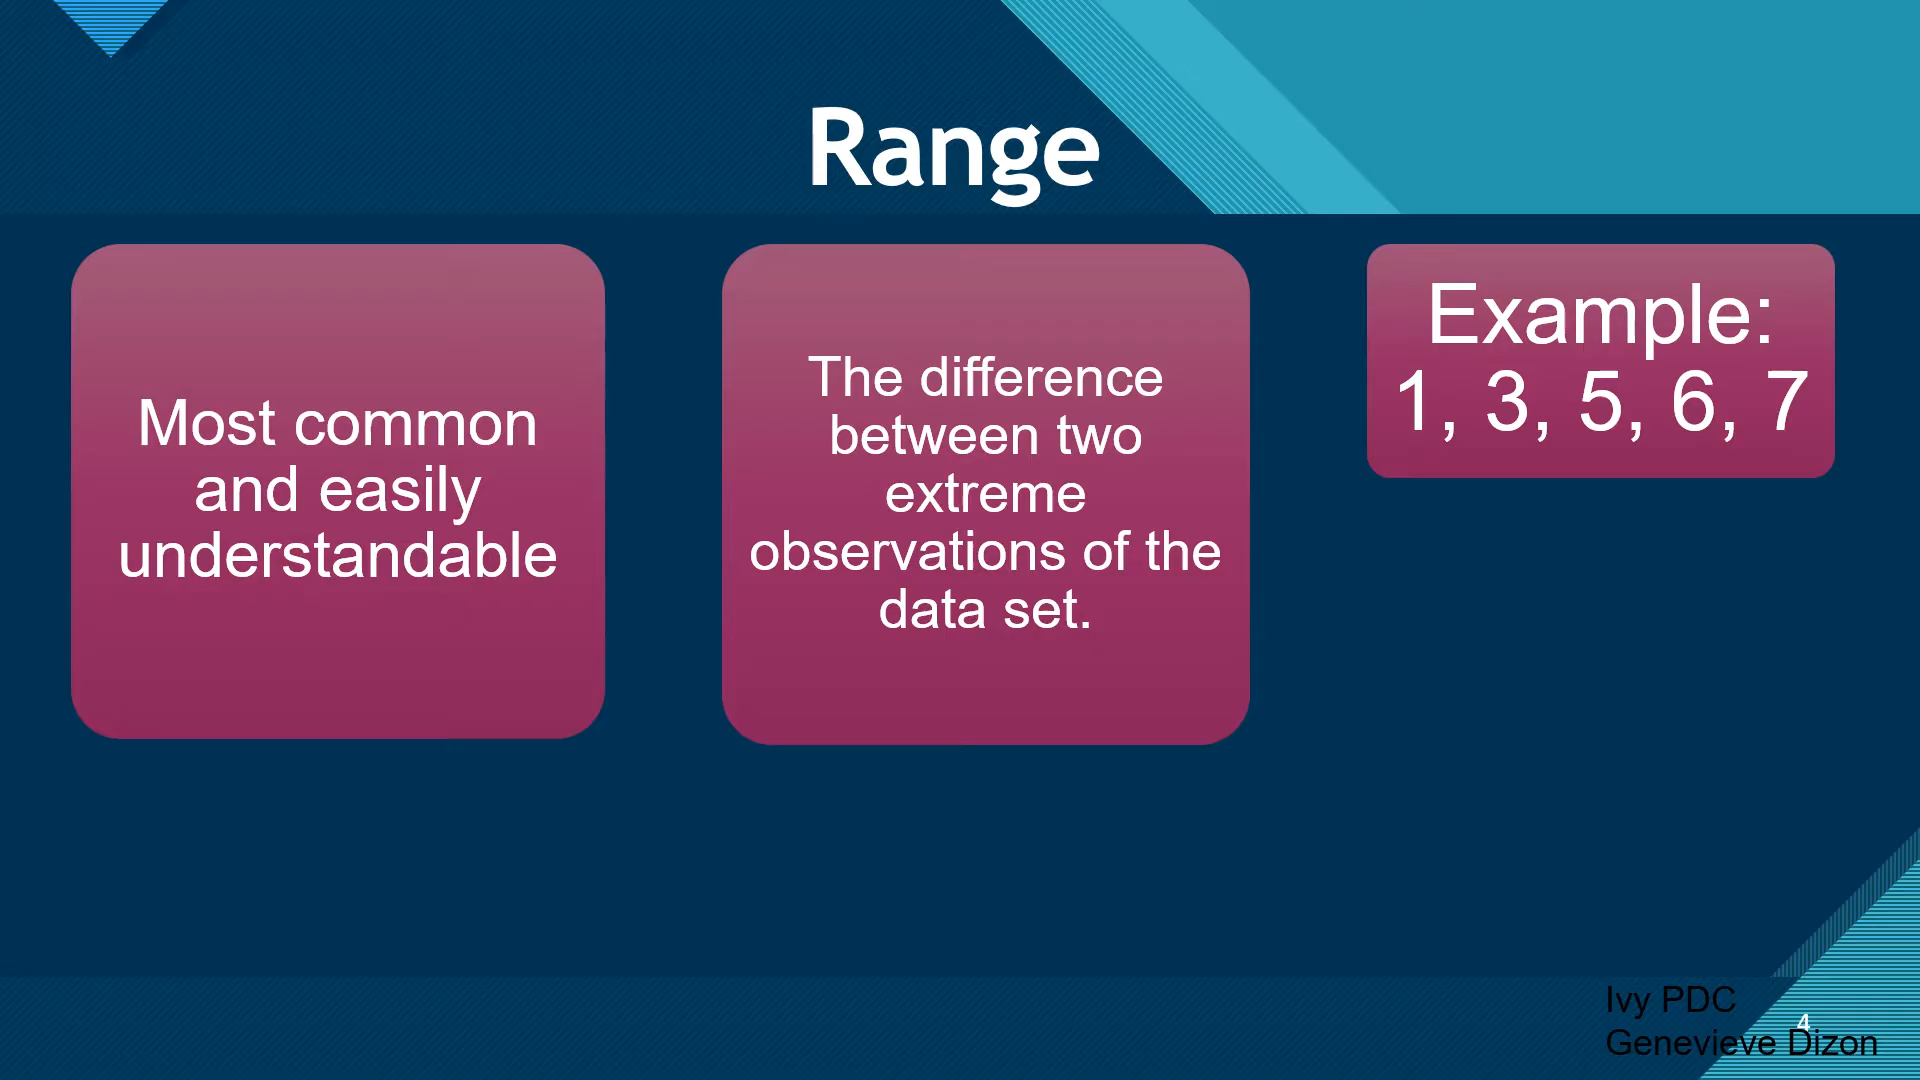 Range
Most common
and easily
understandable
The difference
between two
extreme
observations of the
data set.
Example:
1, 3, 5, 6, 7
Ivy PDC
4
Genevieve Dizon